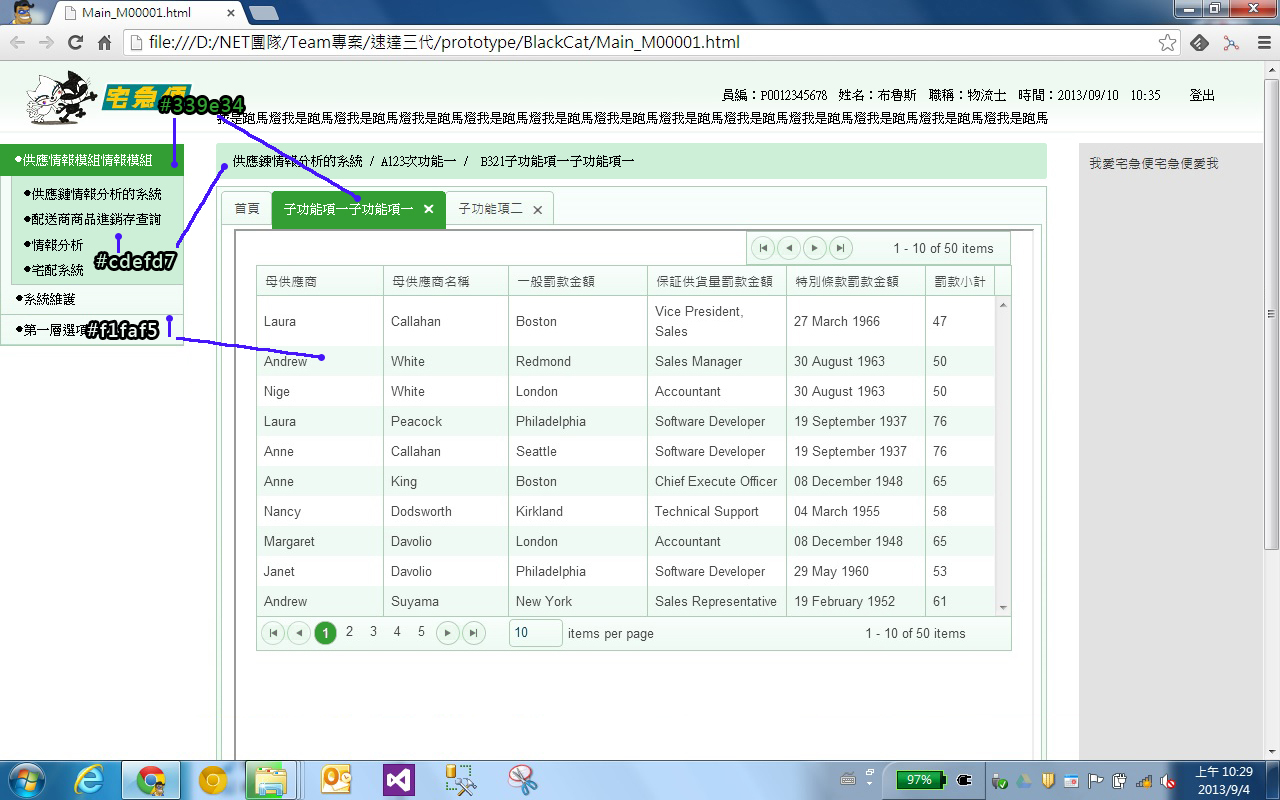 Main_M00001.html
file:///D:/NET團隊/Team專案/速達三代/prototype/BlackCat/Main_M00001.html
宅急便
#339e34
員編：P0012345678 姓名：布魯斯 職稱：物流士 時間：2013/09/10 10:35 登出
我是跑馬燈我是跑馬燈我是跑馬燈我是跑馬燈我是跑馬燈我是跑馬燈我是跑馬燈我是跑馬燈我是跑馬燈我是跑馬燈我是跑馬燈我是跑馬燈我是跑馬
•供應情報模組情報模組
•供應鏈情報分析的系統
•配送商商品進銷存查詢
•情報分析
#cdefd7
•宅配系統
•系統維護
•第一層選項
#f1faf5
供應鍊情報分析的系統 / A123次功能一 / B321子功能項一子功能項一
我愛宅急便宅急便愛我
首頁 子功能項一子功能項一 × 子功能項二 ×
1 - 10 of 50 items
母供應商 母供應商名稱 一般罰款金額 保証供貨量罰款金額 特別條款罰款金額 罰款小計
Laura Callahan Boston Vice President, Sales 27 March 1966 47
Andrew White Redmond Sales Manager 30 August 1963 50
Nige White London Accountant 30 August 1963 50
Laura Peacock Philadelphia Software Developer 19 September 1937 76
Anne Callahan Seattle Software Developer 19 September 1937 76
Anne King Boston Chief Execute Officer 08 December 1948 65
Nancy Dodsworth Kirkland Technical Support 04 March 1955 58
Margaret Davolio London Accountant 08 December 1948 65
Janet Davolio Philadelphia Software Developer 29 May 1960 53
Andrew Suyama New York Sales Representative 19 February 1952 61
1 2 3 4 5 10 items per page 1 - 10 of 50 items
97%
上午 10:29
2013/9/4